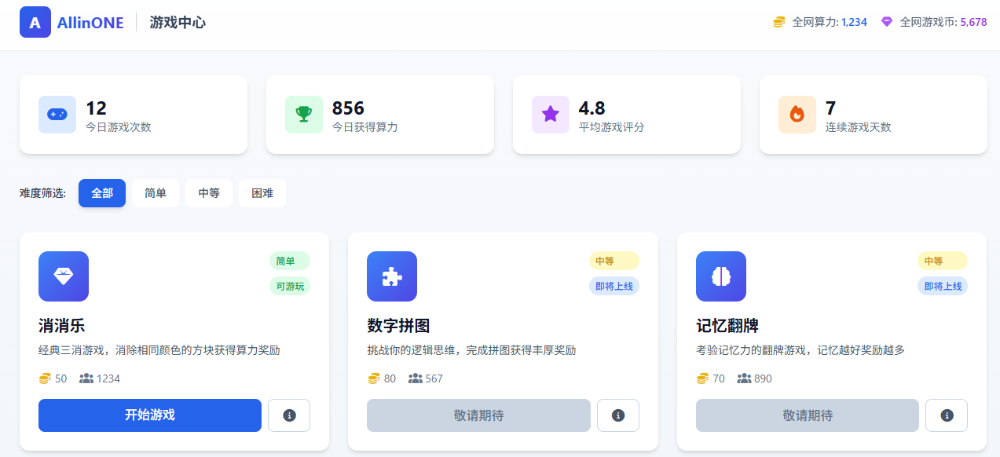 A AllinONE 游戏中心 全网算力: 1,234 全网游戏币: 5,678
12
今日游戏次数
856
今日获得算力
4.8
平均游戏评分
7
连续游戏天数
难度筛选: 全部 简单 中等 困难
简单
可游玩
消消乐
经典三消游戏，消除相同颜色的方块获得算力奖励
50 1234
开始游戏
中等
即将上线
数字拼图
挑战你的逻辑思维，完成拼图获得丰厚奖励
80 567
敬请期待
中等
即将上线
记忆翻牌
考验记忆力的翻牌游戏，记忆越好奖励越多
70 890
敬请期待